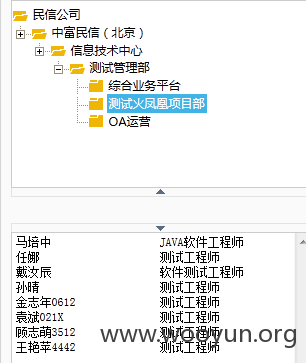 民信公司
中富民信（北京）
信息技术中心
测试管理部
综合业务平台
测试火凤凰项目部
OA运营
马培中 JAVA软件工程师
任娜 测试工程师
戴汝辰 软件测试工程师
孙晴 测试工程师
金志年0612 测试工程师
袁斌021X 测试工程师
顾志萌3512 测试工程师
王艳苹4442 测试工程师
www.wooyun.org